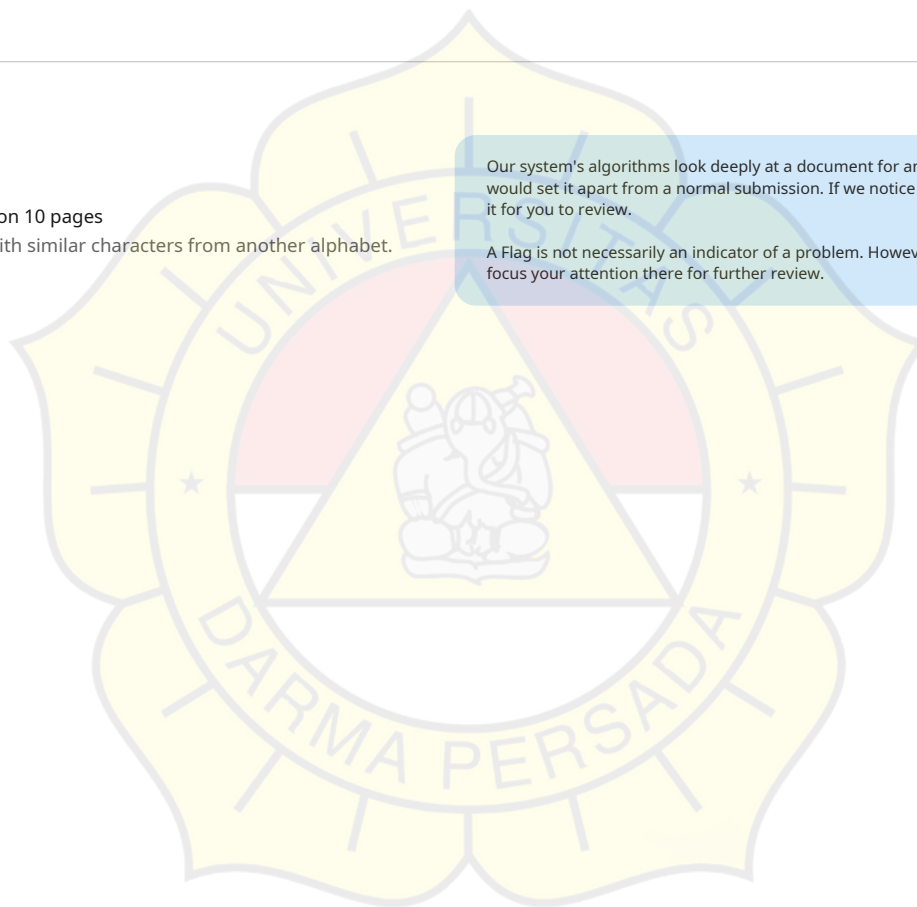 on 10 pages
ith similar characters from another alphabet.
Our system's algorithms look deeply at a document for
would set it apart from a normal submission. If we notice
it for you to review.
A Flag is not necessarily an indicator of a problem.
focus your attention there for further review.
UNIVERSITAS
DARMA PERSADA